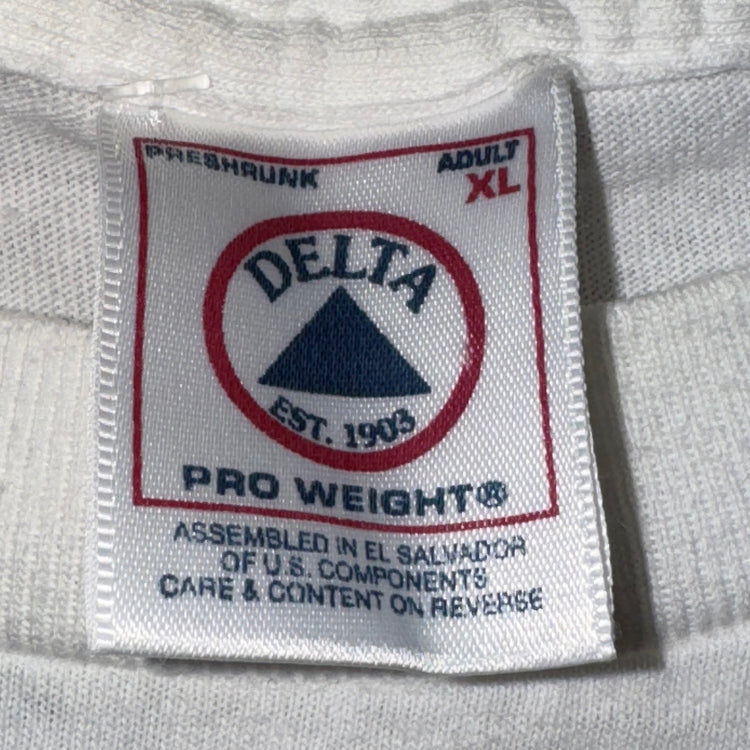 PRESHRUNK
ADULT
XL
DELTA
EST. 1903
PRO WEIGHT®
ASSEMBLED IN EL SALVADOR
OF U.S. COMPONENTS
CARE & CONTENT ON REVERSE